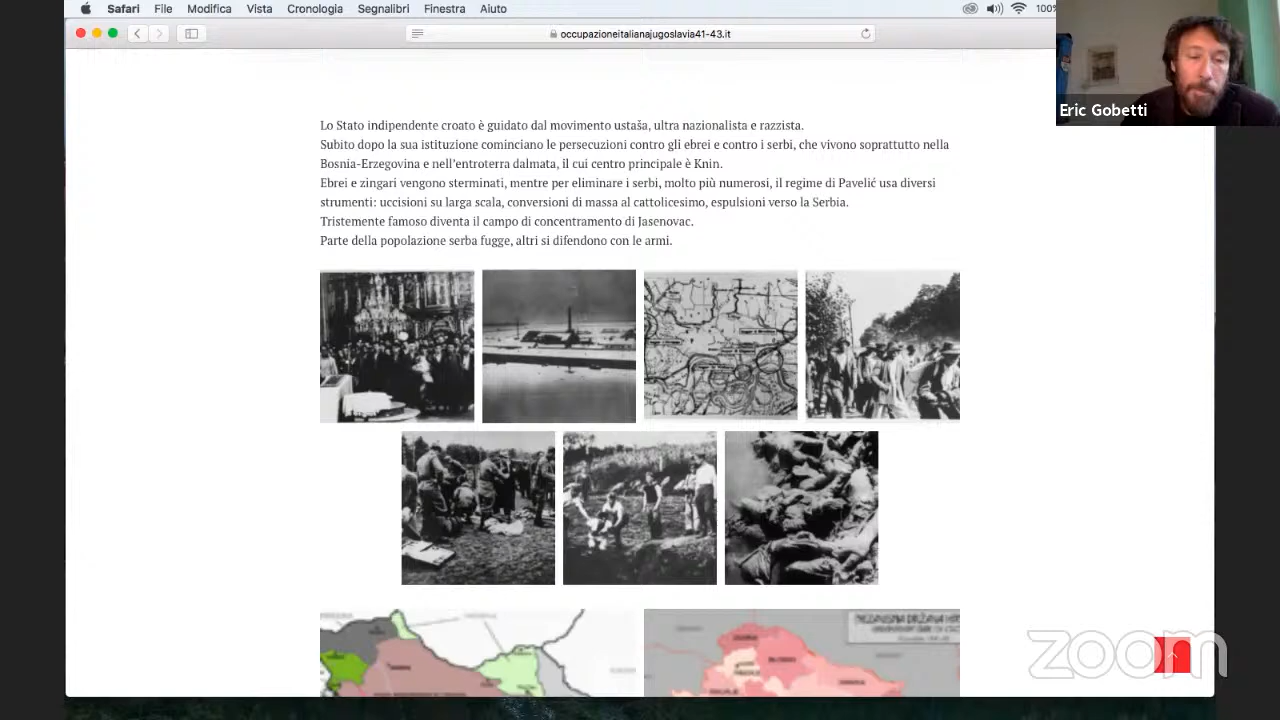 Safari File Modifica Vista Cronologia Segnalibri Finestra Aiuto 100%
occupazioneitalianajugoslavia41-43.it
Eric Gobetti
Lo Stato indipendente croato è guidato dal movimento ustaša, ultra nazionalista e razzista.
Subito dopo la sua istituzione cominciano le persecuzioni contro gli ebrei e contro i serbi, che vivono soprattutto nella
Bosnia-Erzegovina e nell'entroterra dalmata, il cui centro principale è Knin.
Ebrei e zingari vengono sterminati, mentre per eliminare i serbi, molto più numerosi, il regime di Pavelić usa diversi
strumenti: uccisioni su larga scala, conversioni di massa al cattolicesimo, espulsioni verso la Serbia.
Tristemente famoso diventa il campo di concentramento di Jasenovac.
Parte della popolazione serba fugge, altri si difendono con le armi.
zoom